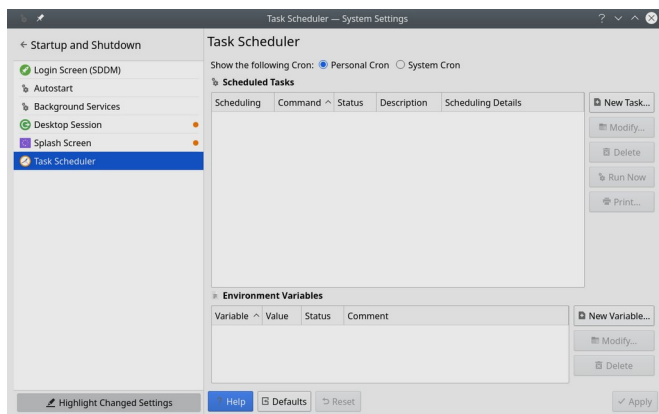 Task Scheduler — System Settings
Startup and Shutdown
Login Screen (SDDM)
Autostart
Background Services
Desktop Session
Splash Screen
Task Scheduler
Highlight Changed Settings
Task Scheduler
Show the following Cron: Personal Cron System Cron
Scheduled Tasks
Scheduling Command Status Description Scheduling Details
New Task...
Modify...
Delete
Run Now
Print...
Environment Variables
Variable Value Status Comment
New Variable...
Modify...
Delete
Help Defaults Reset Apply